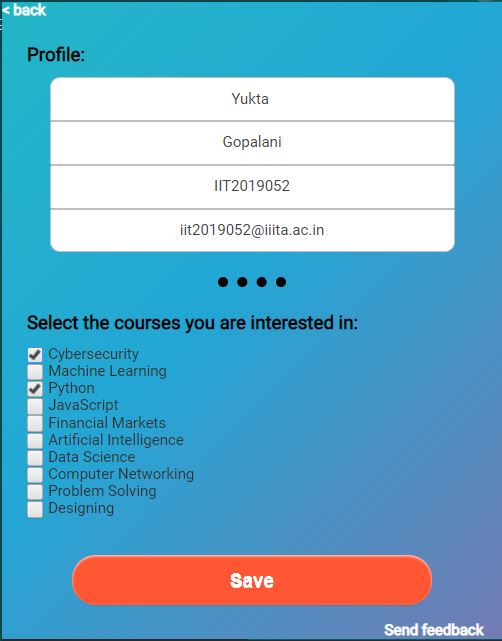 < back
Profile:
Yukta
Gopalani
IIT2019052
iit2019052@iiita.ac.in
Select the courses you are interested in:
Cybersecurity
Machine Learning
Python
JavaScript
Financial Markets
Artificial Intelligence
Data Science
Computer Networking
Problem Solving
Designing
Save
Send feedback